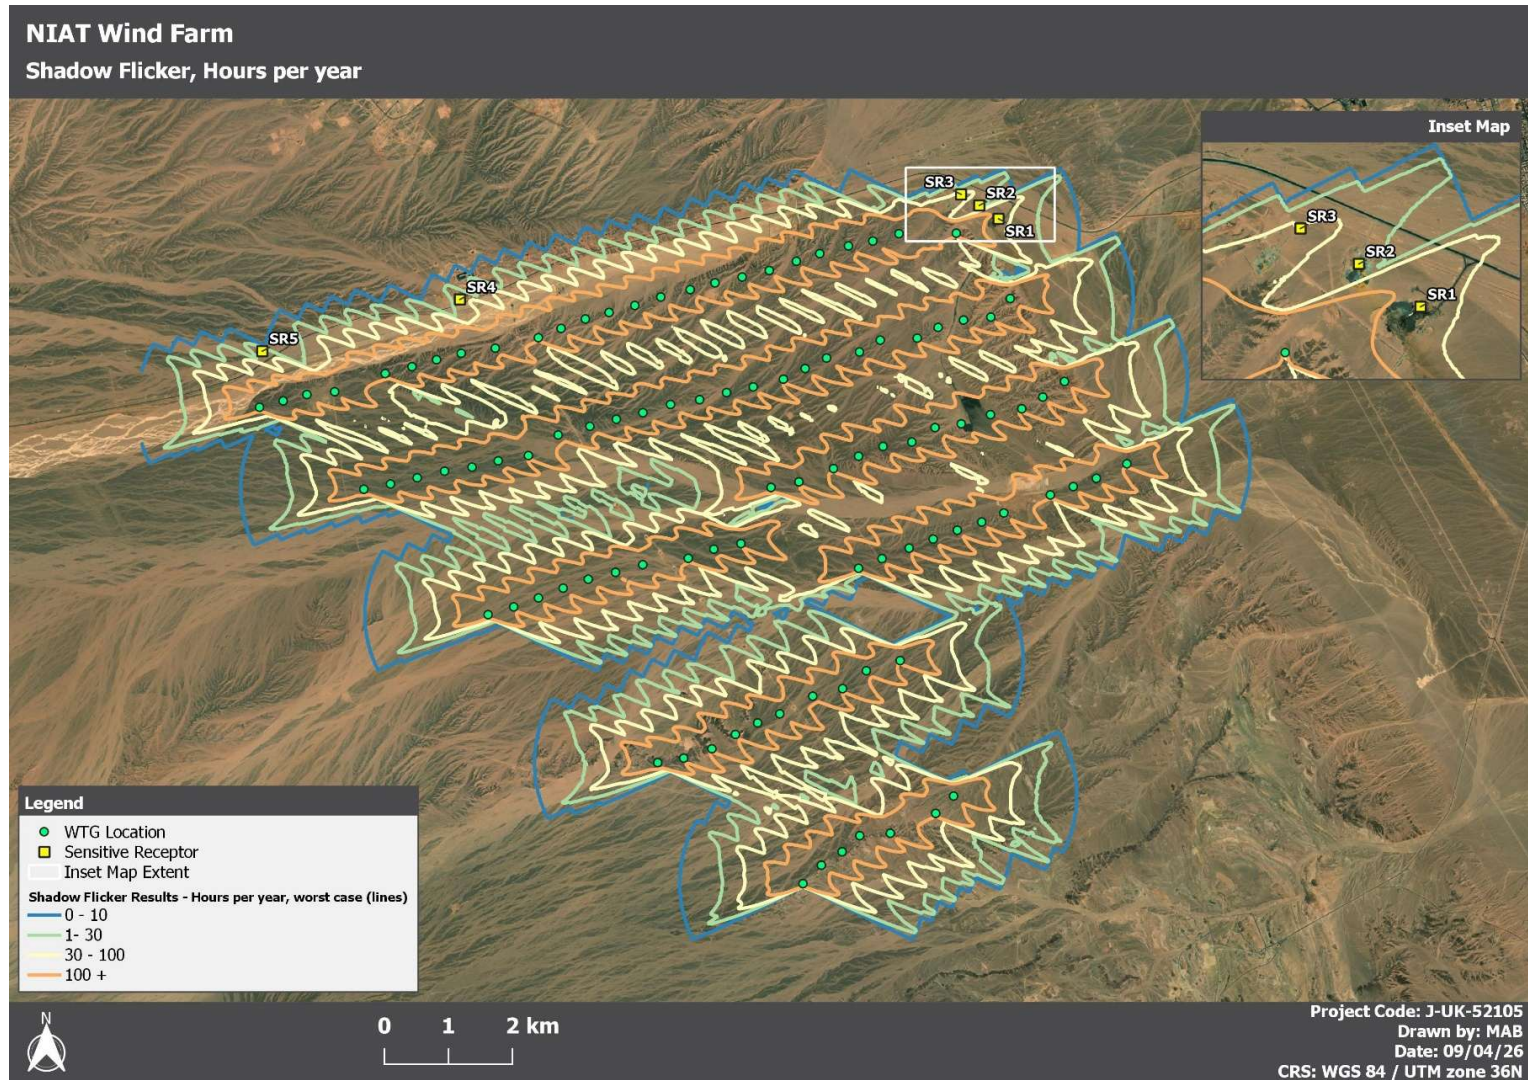 NIAT Wind Farm
Shadow Flicker, Hours per year
Inset Map
SR3
SR2
SR1
SR3
SR2
SR1
SR4
SR5
Legend
WTG Location
Sensitive Receptor
Inset Map Extent
Shadow Flicker Results - Hours per year, worst case (lines)
0 - 10
1- 30
30 - 100
100 +
N
0 1 2 km
Project Code: J-UK-52105
Drawn by: MAB
Date: 09/04/26
CRS: WGS 84 / UTM zone 36N